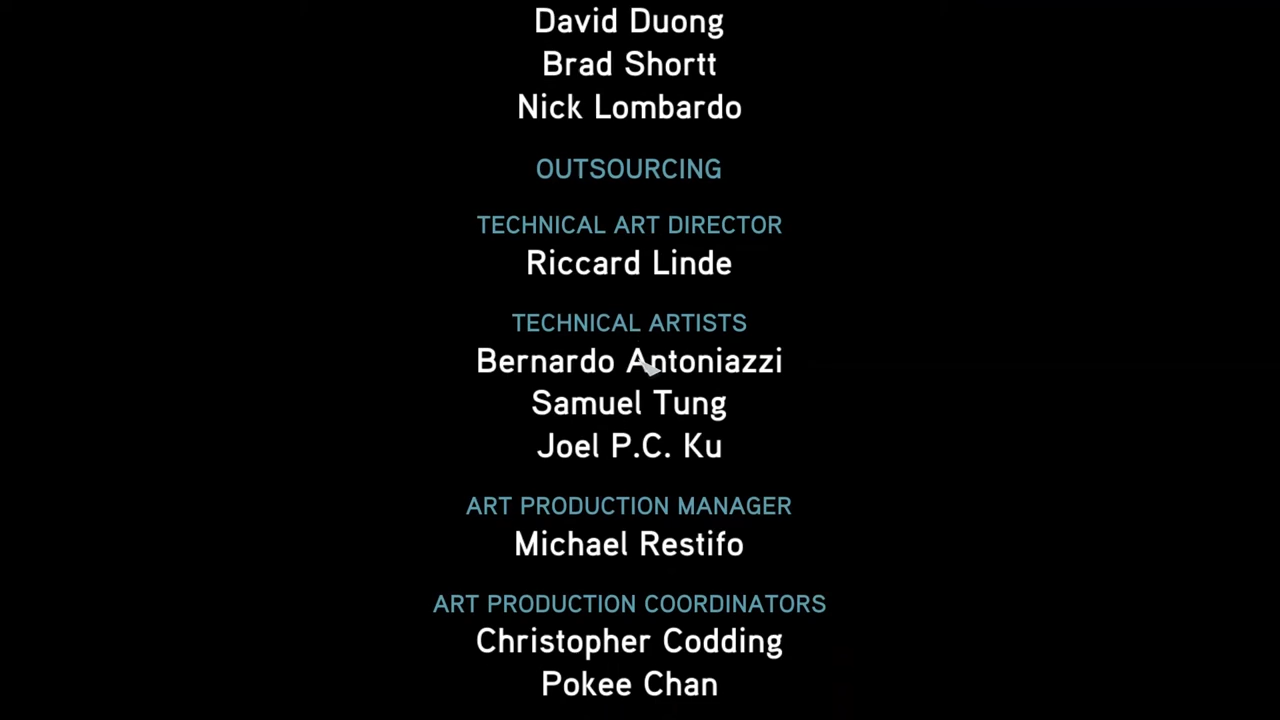 David Duong
Brad Shortt
Nick Lombardo
OUTSOURCING
TECHNICAL ART DIRECTOR
Riccard Linde
TECHNICAL ARTISTS
Bernardo Antoniazzi
Samuel Tung
Joel P.C. Ku
ART PRODUCTION MANAGER
Michael Restifo
ART PRODUCTION COORDINATORS
Christopher Codding
Pokee Chan